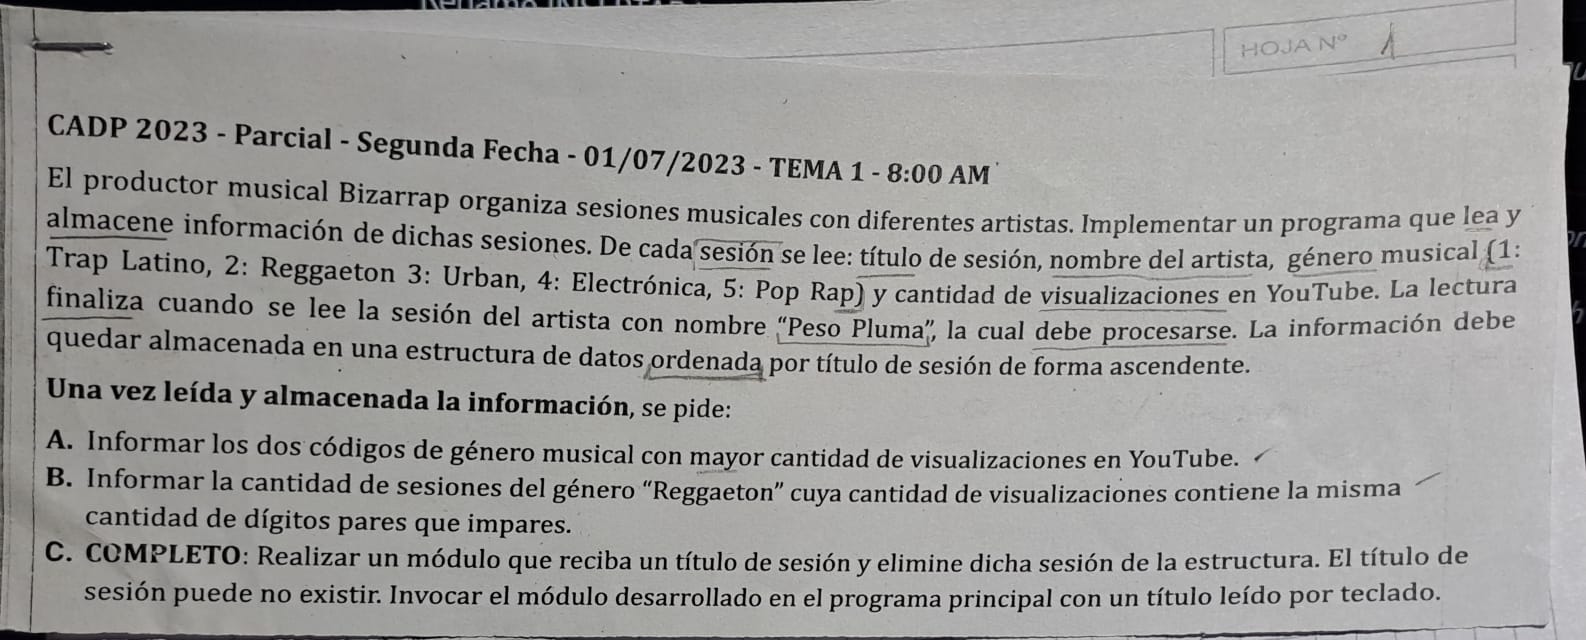 HOJA Nº 1
CADP 2023 - Parcial - Segunda Fecha - 01/07/2023 - TEMA 1 - 8:00 AM
El productor musical Bizarrap organiza sesiones musicales con diferentes artistas. Implementar un programa que lea y
almacene información de dichas sesiones. De cada sesión se lee: título de sesión, nombre del artista, género musical (1:
Trap Latino, 2: Reggaeton 3: Urban, 4: Electrónica, 5: Pop Rap) y cantidad de visualizaciones en YouTube. La lectura
finaliza cuando se lee la sesión del artista con nombre “Peso Pluma”, la cual debe procesarse. La información debe
quedar almacenada en una estructura de datos ordenada por título de sesión de forma ascendente.
Una vez leída y almacenada la información, se pide:
A. Informar los dos códigos de género musical con mayor cantidad de visualizaciones en YouTube.
B. Informar la cantidad de sesiones del género “Reggaeton” cuya cantidad de visualizaciones contiene la misma
cantidad de dígitos pares que impares.
C. COMPLETO: Realizar un módulo que reciba un título de sesión y elimine dicha sesión de la estructura. El título de
sesión puede no existir. Invocar el módulo desarrollado en el programa principal con un título leído por teclado.